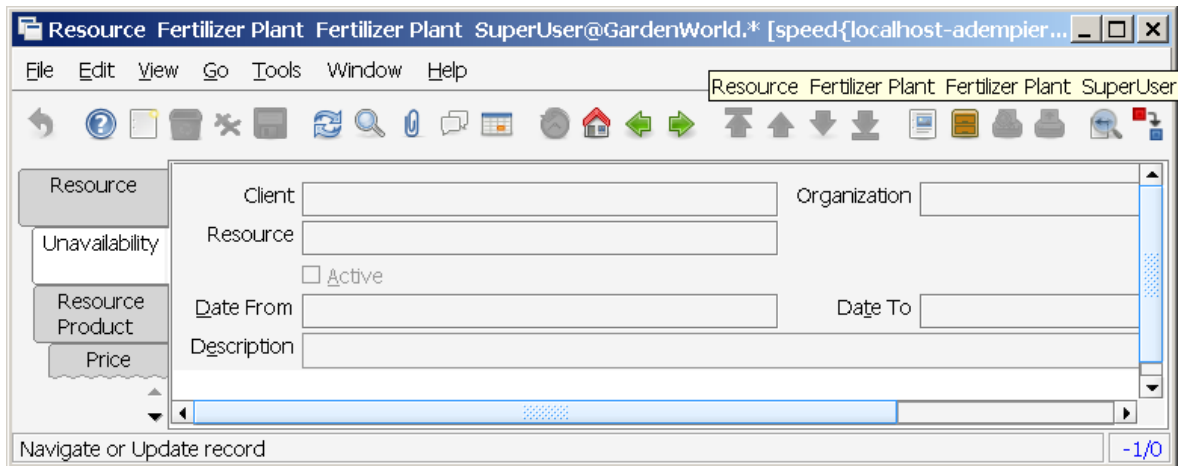 Resource Fertilizer Plant Fertilizer Plant SuperUser@GardenWorld.* [speed{localhost-adempier...
File Edit View Go Tools Window Help
Resource Fertilizer Plant Fertilizer Plant SuperUser
Resource
Client
Organization
Unavailability
Resource
Active
Resource
Product
Date From
Date To
Price
Description
Navigate or Update record
-1/0